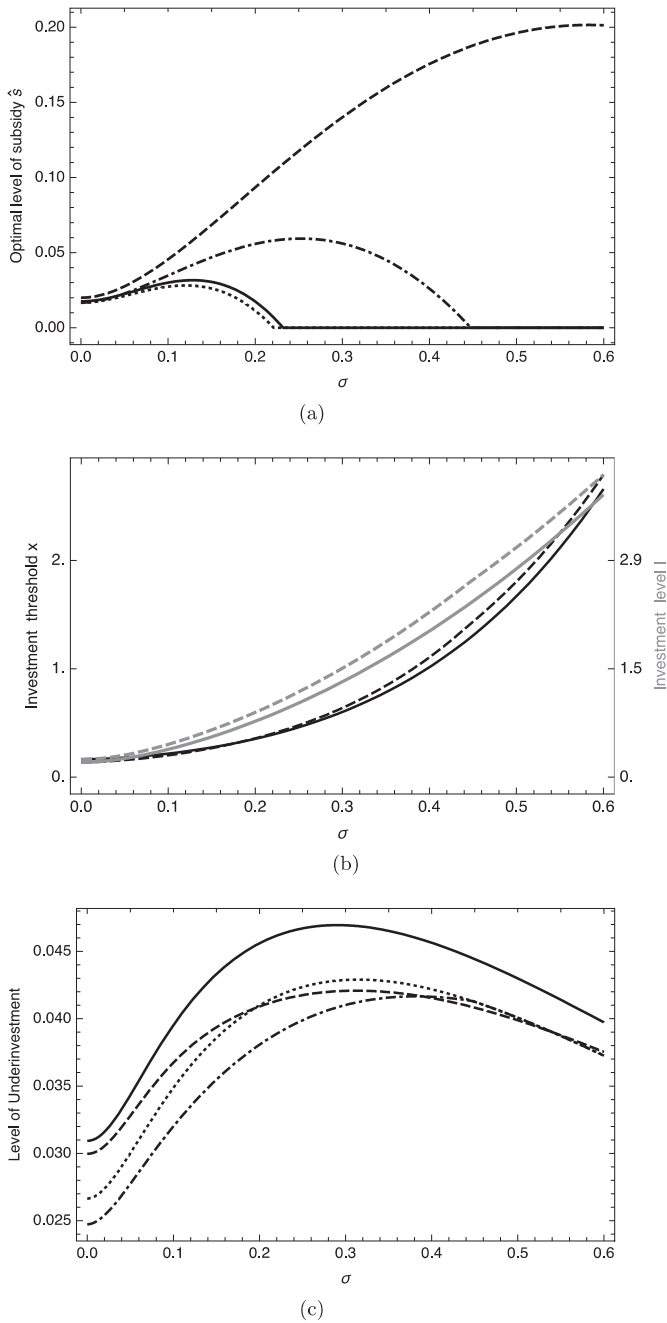 0.20
0.15
0.10
0.05
0.00
Optimal level of subsidy ŝ
0.0 0.1 0.2 0.3 0.4 0.5 0.6
σ
(a)
2.
1.
0.
Investment threshold x
2.9
1.5
0.
Investment level I
0.0 0.1 0.2 0.3 0.4 0.5 0.6
σ
(b)
0.045
0.040
0.035
0.030
0.025
Level of Underinvestment
0.0 0.1 0.2 0.3 0.4 0.5 0.6
σ
(c)